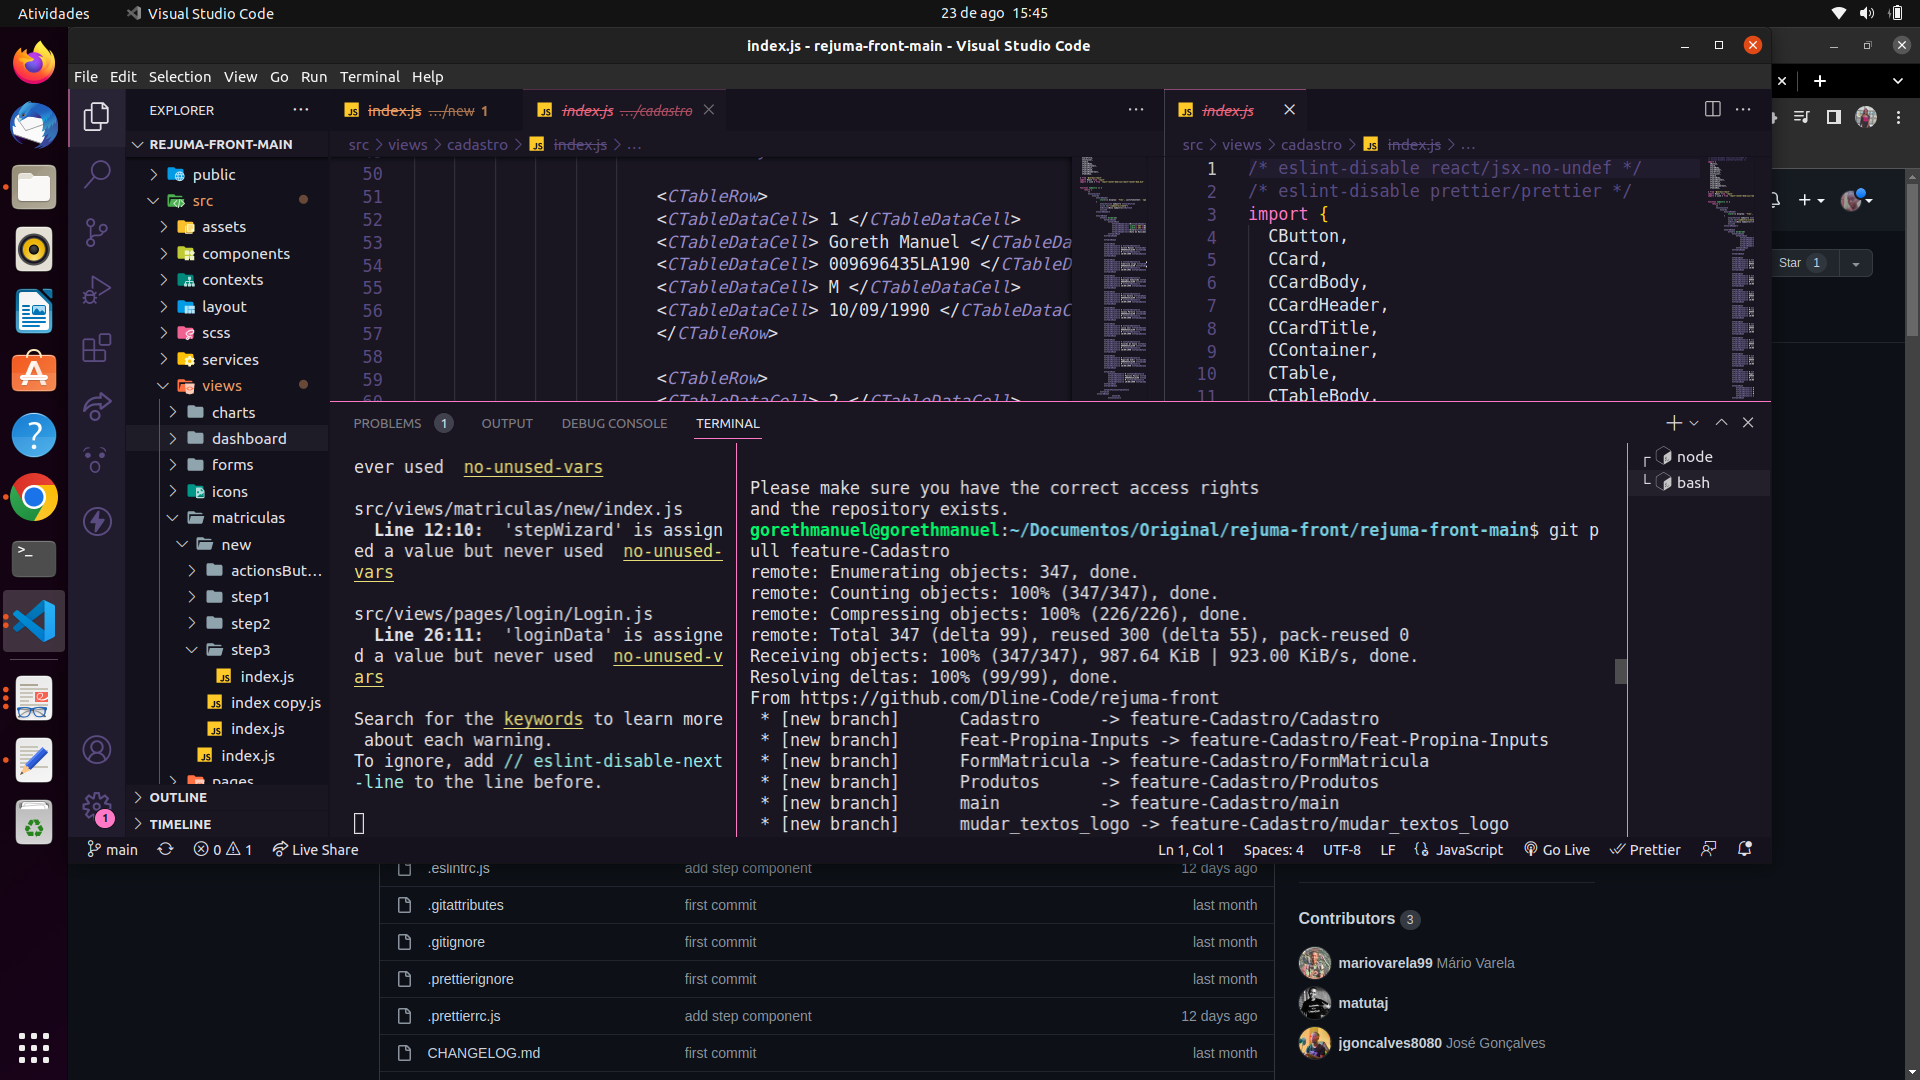 Atividades
Visual Studio Code
23 de ago 15:45
index.js - rejuma-front-main - Visual Studio Code
File Edit Selection View Go Run Terminal Help
EXPLORER
REJUMA-FRONT-MAIN
public
src
assets
components
contexts
layout
scss
services
views
charts
dashboard
forms
icons
matriculas
new
actionsBut...
step1
step2
step3
index.js
index copy.js
index.js
index.js
pages
OUTLINE
TIMELINE
index.js .../new 1
index.js .../cadastro
src > views > cadastro > index.js > ...
50
51 <CTableRow>
52 <CTableDataCell> 1 </CTableDataCell>
53 <CTableDataCell> Goreth Manuel </CTableDa
54 <CTableDataCell> 009696435LA190 </CTableD
55 <CTableDataCell> M </CTableDataCell>
56 <CTableDataCell> 10/09/1990 </CTableDataC
57 </CTableRow>
58
59 <CTableRow>
60 <CTableDataCell> 2 </CTableDataCell>
index.js
src > views > cadastro > index.js > ...
1 /* eslint-disable react/jsx-no-undef */
2 /* eslint-disable prettier/prettier */
3 import {
4 CButton,
5 CCard,
6 CCardBody,
7 CCardHeader,
8 CCardTitle,
9 CContainer,
10 CTable,
11 CTableBody,
PROBLEMS 1 OUTPUT DEBUG CONSOLE TERMINAL
ever used no-unused-vars
src/views/matriculas/new/index.js
Line 12:10: 'stepWizard' is assign
ed a value but never used no-unused-
vars
src/views/pages/login/Login.js
Line 26:11: 'loginData' is assigne
d a value but never used no-unused-v
ars
Search for the keywords to learn more
about each warning.
To ignore, add // eslint-disable-next
-line to the line before.
Please make sure you have the correct access rights
and the repository exists.
gorethmanuel@gorethmanuel:~/Documentos/Original/rejuma-front/rejuma-front-main$ git p
ull feature-Cadastro
remote: Enumerating objects: 347, done.
remote: Counting objects: 100% (347/347), done.
remote: Compressing objects: 100% (226/226), done.
remote: Total 347 (delta 99), reused 300 (delta 55), pack-reused 0
Receiving objects: 100% (347/347), 987.64 KiB | 923.00 KiB/s, done.
Resolving deltas: 100% (99/99), done.
From https://github.com/Dline-Code/rejuma-front
* [new branch] Cadastro -> feature-Cadastro/Cadastro
* [new branch] Feat-Propina-Inputs -> feature-Cadastro/Feat-Propina-Inputs
* [new branch] FormMatricula -> feature-Cadastro/FormMatricula
* [new branch] Produtos -> feature-Cadastro/Produtos
* [new branch] main -> feature-Cadastro/main
* [new branch] mudar_textos_logo -> feature-Cadastro/mudar_textos_logo
node
bash
1
main 0 1 Live Share
Ln 1, Col 1 Spaces: 4 UTF-8 LF JavaScript Go Live Prettier
Star 1
.eslintrc.js add step component 12 days ago
.gitattributes first commit last month
.gitignore first commit last month
.prettierignore first commit last month
.prettierrc.js add step component 12 days ago
CHANGELOG.md first commit last month
Contributors 3
mariovarela99 Mário Varela
matutaj
jgoncalves8080 José Gonçalves